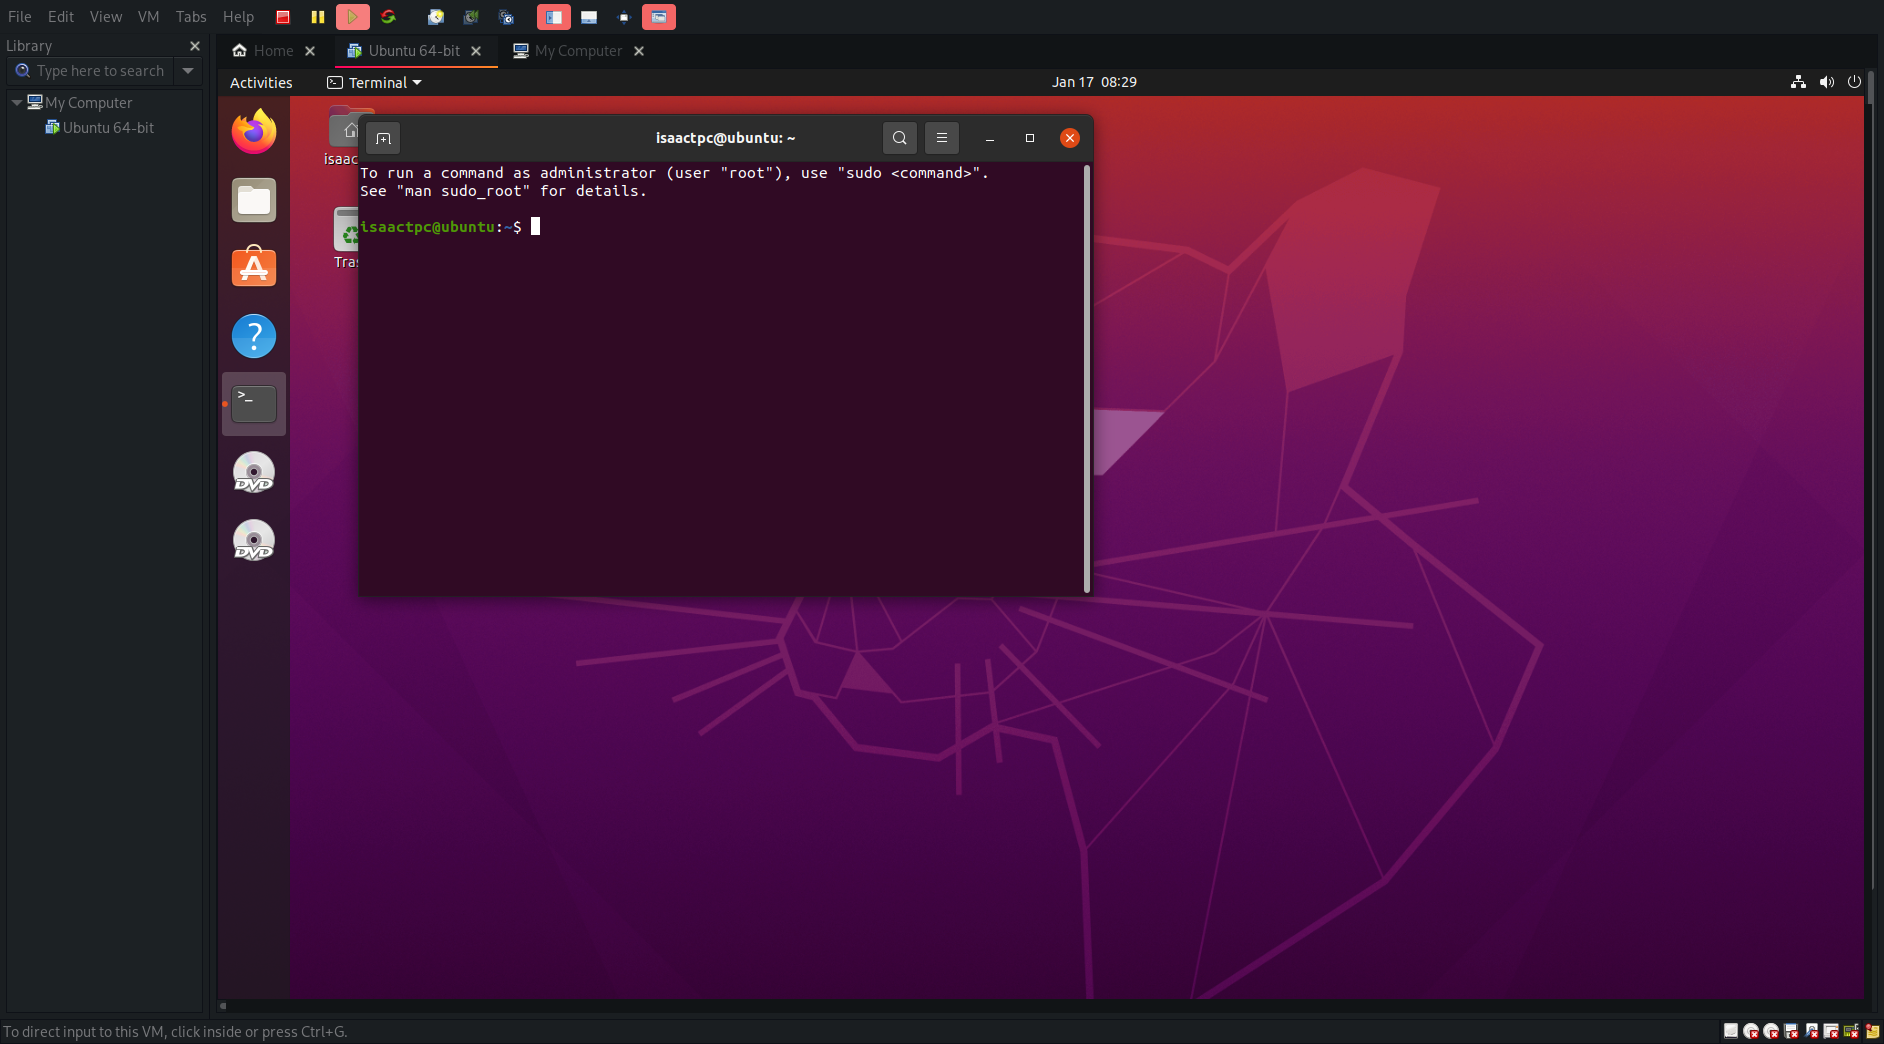 File Edit View VM Tabs Help
Library
Home
Ubuntu 64-bit
My Computer
Type here to search
My Computer
Ubuntu 64-bit
Activities
Terminal
Jan 17 08:29
isaac
Tras
isaactpc@ubuntu: ~
To run a command as administrator (user "root"), use "sudo <command>".
See "man sudo_root" for details.
isaactpc@ubuntu:~$
DVD
DVD
To direct input to this VM, click inside or press Ctrl+G.